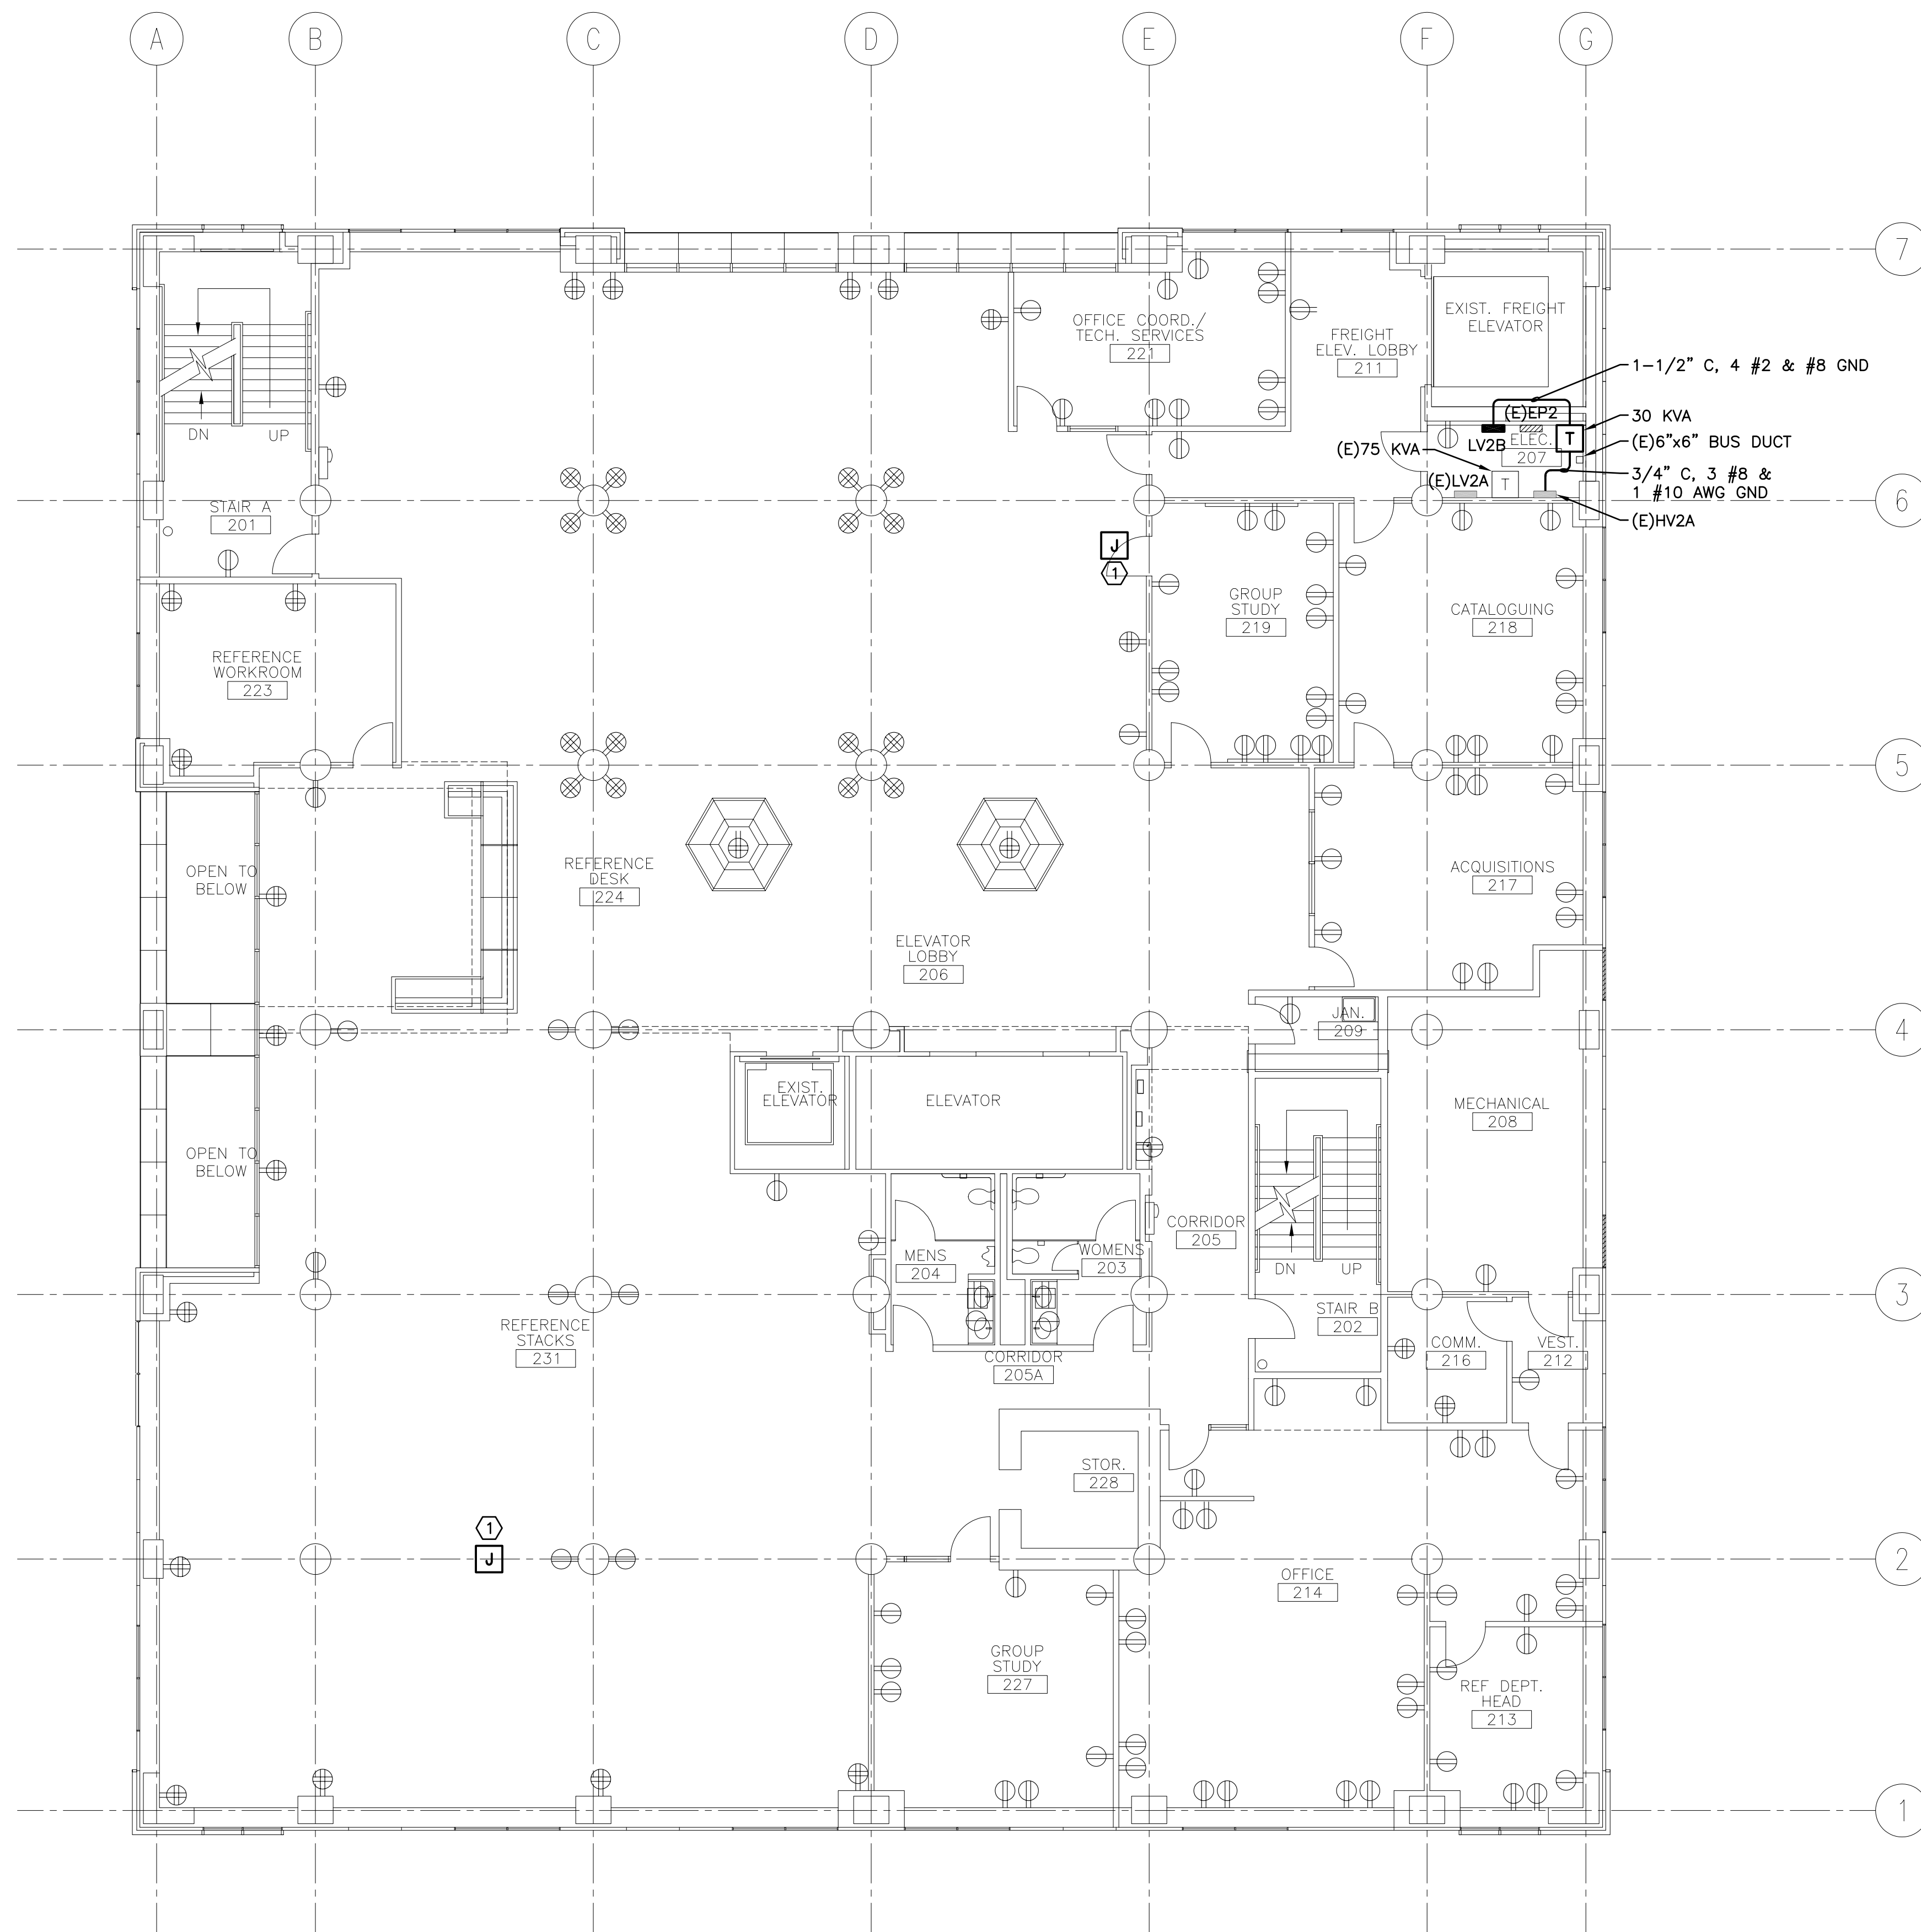 A B C D E F G
7
EXIST. FREIGHT
ELEVATOR
OFFICE COORD./
TECH. SERVICES
221
FREIGHT
ELEV. LOBBY
211
1-1/2" C, 4 #2 & #8 GND
(E)EP2
30 KVA
LV2B
ELEC.
207
T
(E)6"x6" BUS DUCT
(E)75 KVA
3/4" C, 3 #8 &
1 #10 AWG GND
(E)LV2A
T
(E)HV2A
DN UP
STAIR A
201
6
J
1
GROUP
STUDY
219
CATALOGUING
218
REFERENCE
WORKROOM
223
5
OPEN TO
BELOW
REFERENCE
DESK
224
ACQUISITIONS
217
ELEVATOR
LOBBY
206
JAN.
209
4
EXIST.
ELEVATOR
ELEVATOR
MECHANICAL
208
OPEN TO
BELOW
CORRIDOR
205
MENS
204
WOMENS
203
DN UP
3
STAIR B
202
REFERENCE
STACKS
231
COMM.
216
VEST.
212
CORRIDOR
205A
STOR.
228
1
J
2
OFFICE
214
GROUP
STUDY
227
REF DEPT.
HEAD
213
1